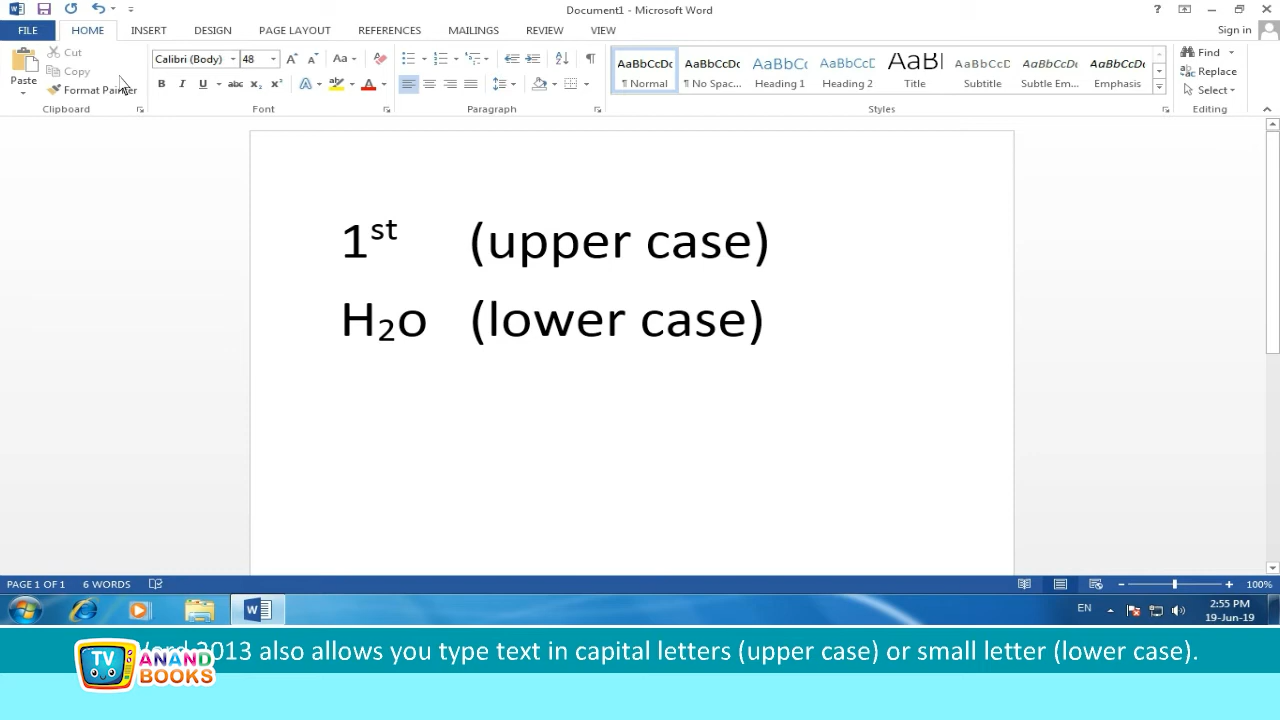 Document1 - Microsoft Word
Sign in
FILE HOME INSERT DESIGN PAGE LAYOUT REFERENCES MAILINGS REVIEW VIEW
Paste
Cut
Copy
Format Painter
Clipboard
Calibri (Body) 48
Font
Paragraph
AaBbCcDc AaBbCcDc AaBbCc AaBbCcC AaBl AaBbCcC AaBbCcDc AaBbCcDc
¶ Normal ¶ No Spac... Heading 1 Heading 2 Title Subtitle Subtle Em... Emphasis
Styles
Find
Replace
Select
Editing
1st (upper case)
H2o (lower case)
PAGE 1 OF 1 6 WORDS 100%
EN 2:55 PM
19-Jun-19
2013 also allows you type text in capital letters (upper case) or small letter (lower case).
TV ANAND
BOOKS